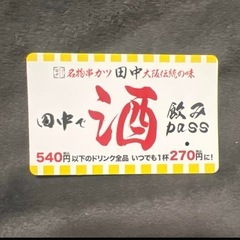 名物串カツ 田中 大阪伝統の味
田中で 酒 飲み pass
540円以下のドリンク全品 いつでも1杯270円に!